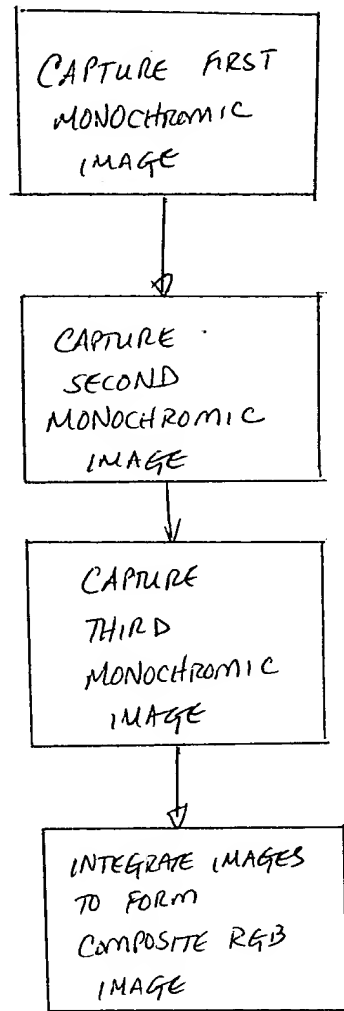 CAPTURE FIRST
MONOCHROMIC
IMAGE
CAPTURE
SECOND
MONOCHROMIC
IMAGE
CAPTURE
THIRD
MONOCHROMIC
IMAGE
INTEGRATE IMAGES
TO FORM
COMPOSITE RGB
IMAGE